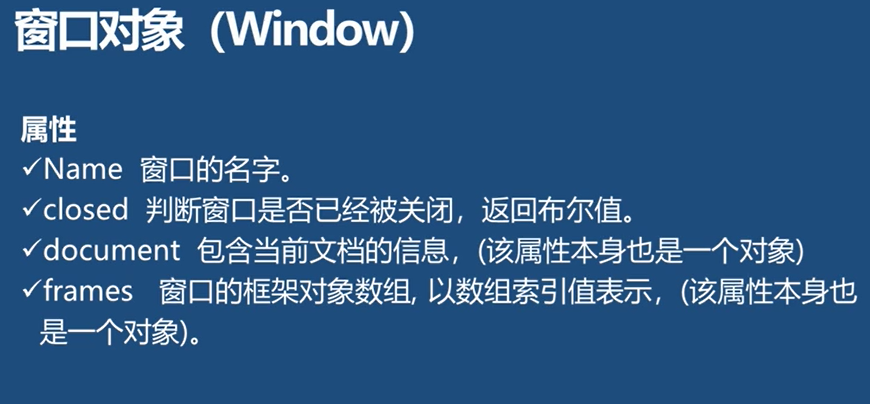 窗口对象（Window）
属性
✓Name 窗口的名字。
✓closed 判断窗口是否已经被关闭，返回布尔值。
✓document 包含当前文档的信息，(该属性本身也是一个对象)
✓frames 窗口的框架对象数组, 以数组索引值表示，(该属性本身也
是一个对象)。